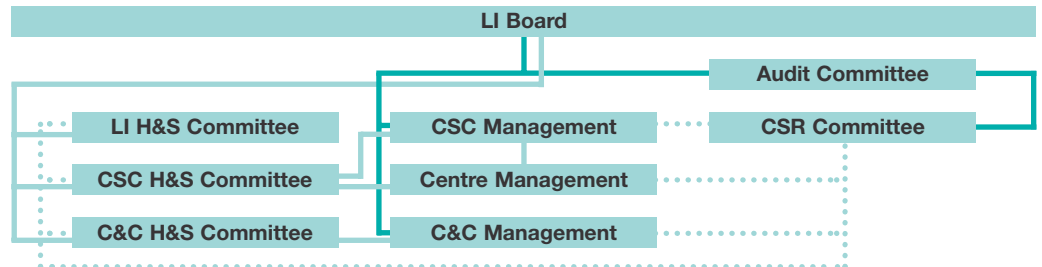 LI Board
Audit Committee
LI H&S Committee
CSC Management
CSR Committee
CSC H&S Committee
Centre Management
C&C H&S Committee
C&C Management